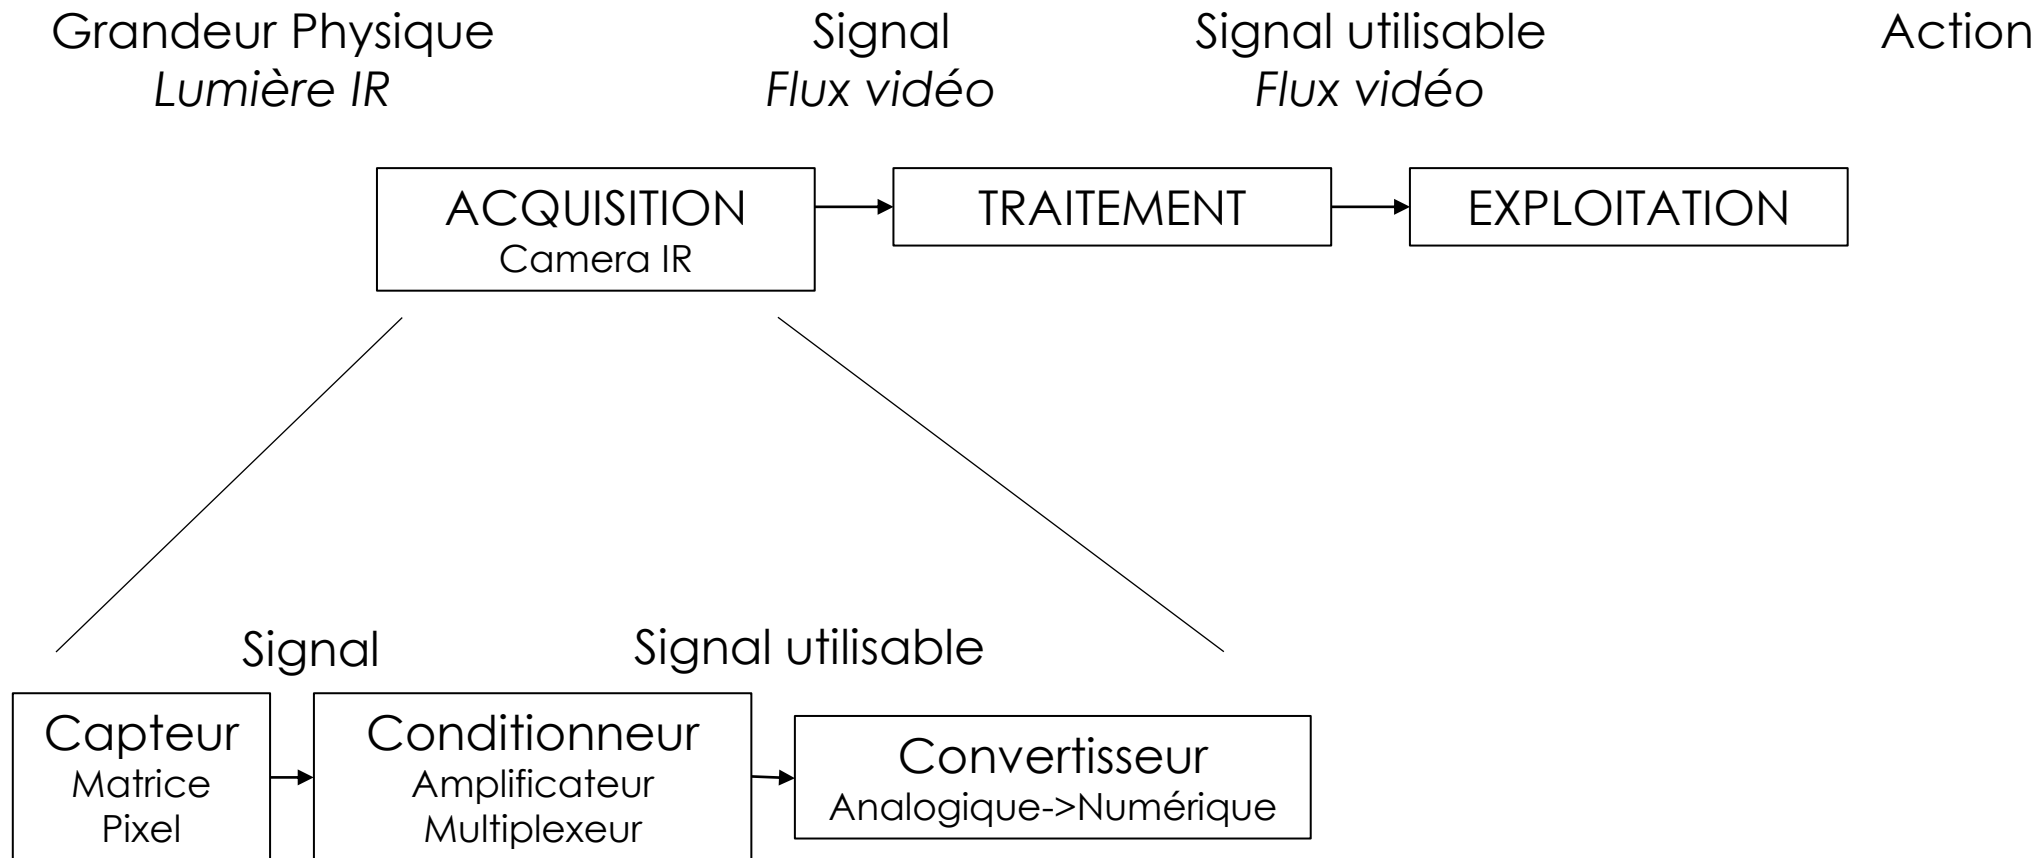 Grandeur Physique
Lumière IR
Signal
Flux vidéo
Signal utilisable
Flux vidéo
Action
ACQUISITION
Camera IR
TRAITEMENT
EXPLOITATION
Signal
Signal utilisable
Capteur
Matrice
Pixel
Conditionneur
Amplificateur
Multiplexeur
Convertisseur
Analogique->Numérique